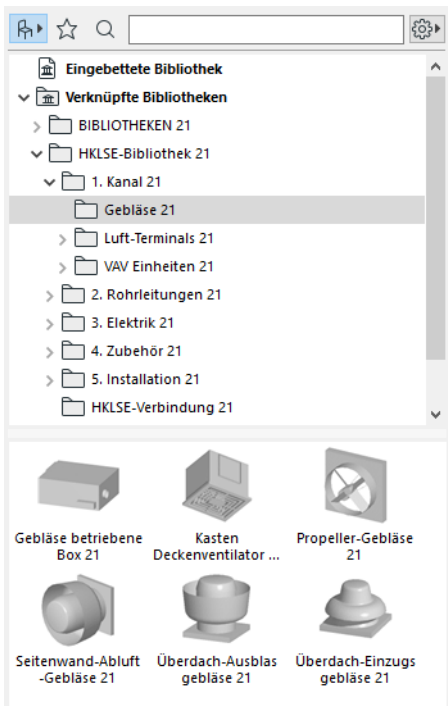 Eingebettete Bibliothek
Verknüpfte Bibliotheken
BIBLIOTHEKEN 21
HKLSE-Bibliothek 21
1. Kanal 21
Gebläse 21
Luft-Terminals 21
VAV Einheiten 21
2. Rohrleitungen 21
3. Elektrik 21
4. Zubehör 21
5. Installation 21
HKLSE-Verbindung 21
Gebläse betriebene
Box 21
Kasten
Deckenventilator ...
Propeller-Gebläse
21
Seitenwand-Abluft
-Gebläse 21
Überdach-Ausblas
gebläse 21
Überdach-Einzugs
gebläse 21